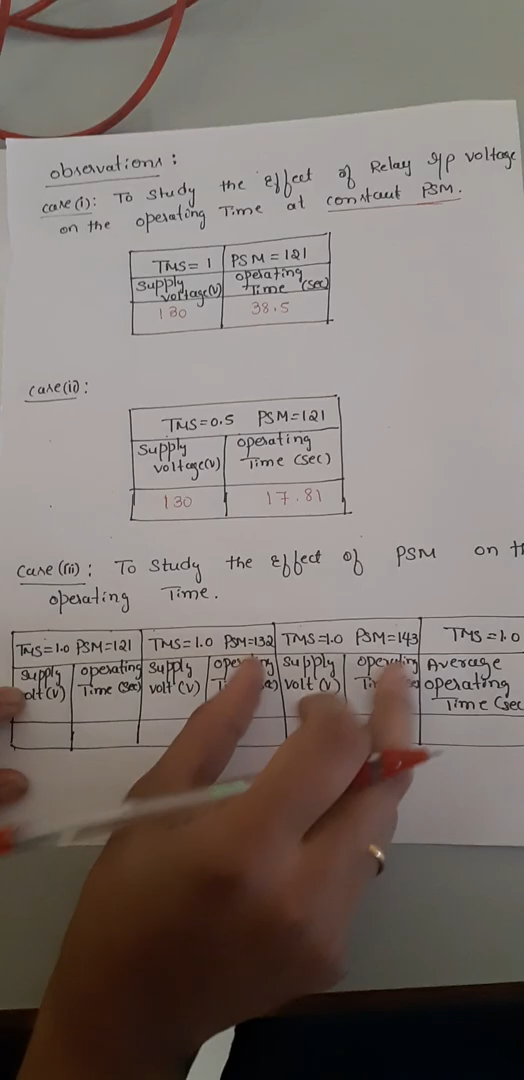 observations:
case(i): To study the effect of Relay I/p voltage
on the operating Time at constant PSM.
TMS=1 PSM=121
supply voltage(v) operating Time (sec)
130 38.5
case(ii):
TMS=0.5 PSM=121
supply voltage(v) operating Time (sec)
130 17.81
case(iii): To study the effect of PSM on th
operating Time.
TMS=1.0 PSM=121 TMS=1.0 PSM=132 TMS=1.0 PSM=143 TMS=1.0
supply operating supply supply operating Average
olt(v) Time (sec) volt(v) volt (v) operating
Time (sec